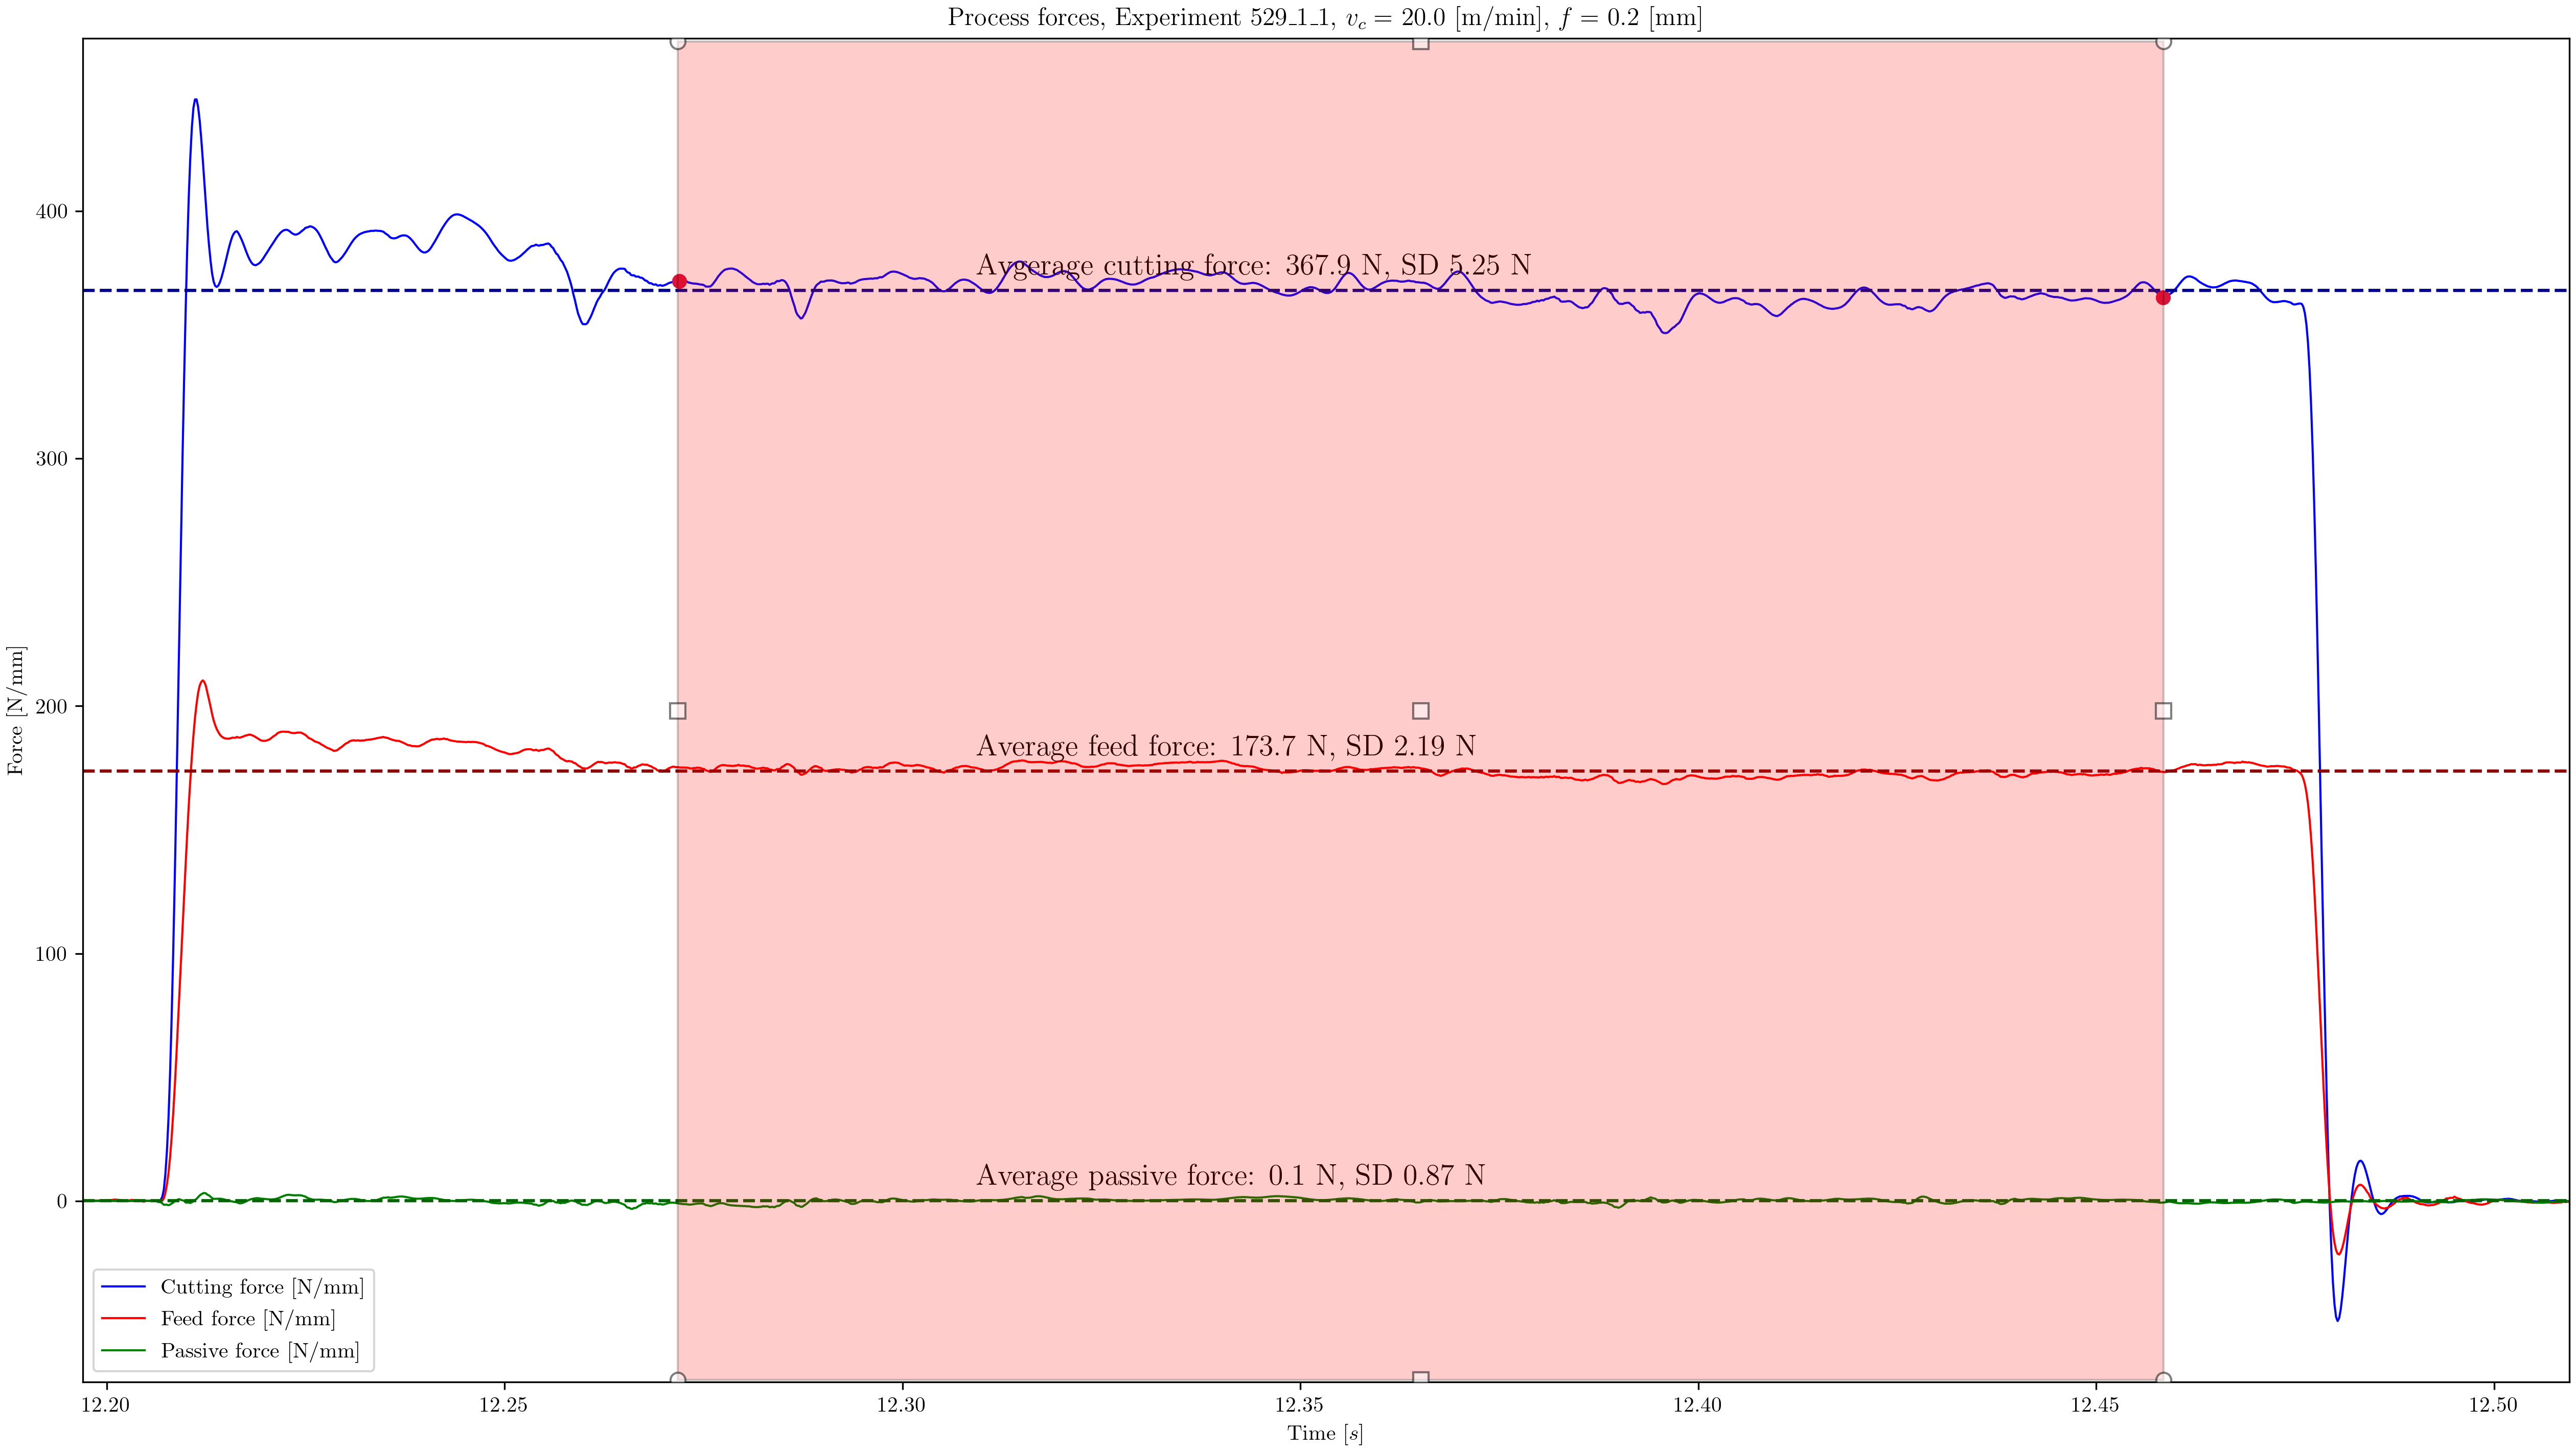 Process forces, Experiment 529_1_1, v_c = 20.0 [m/min], f = 0.2 [mm]
Force [N/mm]
400
300
200
100
0
Avgerage cutting force: 367.9 N, SD 5.25 N
Average feed force: 173.7 N, SD 2.19 N
Average passive force: 0.1 N, SD 0.87 N
Cutting force [N/mm]
Feed force [N/mm]
Passive force [N/mm]
12.20 12.25 12.30 12.35 12.40 12.45 12.50
Time [s]